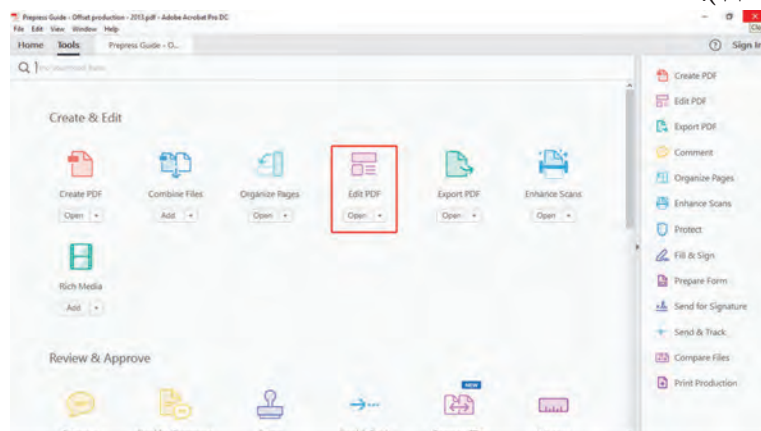 Prepress Guide - Offset production - 2013.pdf - Adobe Acrobat Pro DC
File Edit View Window Help
Home Tools Prepress Guide - O... Sign In
Create & Edit
Create PDF Combine Files Organize Pages Edit PDF Export PDF Enhance Scans
Open Add Open Open Open Open
Rich Media
Add
Review & Approve
NEW
Create PDF
Edit PDF
Export PDF
Comment
Organize Pages
Enhance Scans
Protect
Fill & Sign
Prepare Form
Send for Signature
Send & Track
Compare Files
Print Production